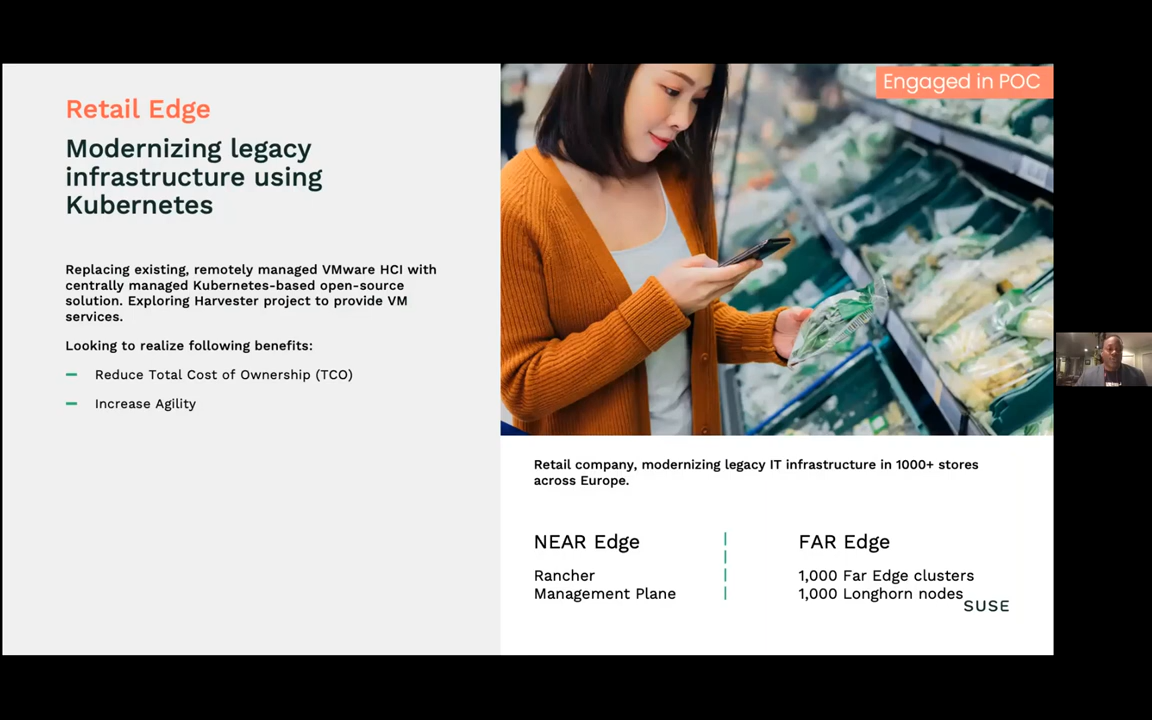 Retail Edge
Modernizing legacy
infrastructure using
Kubernetes
Replacing existing, remotely managed VMware HCI with
centrally managed Kubernetes-based open-source
solution. Exploring Harvester project to provide VM
services.
Looking to realize following benefits:
Reduce Total Cost of Ownership (TCO)
Increase Agility
Engaged in POC
Retail company, modernizing legacy IT infrastructure in 1000+ stores
across Europe.
NEAR Edge
Rancher
Management Plane
FAR Edge
1,000 Far Edge clusters
1,000 Longhorn nodes
SUSE